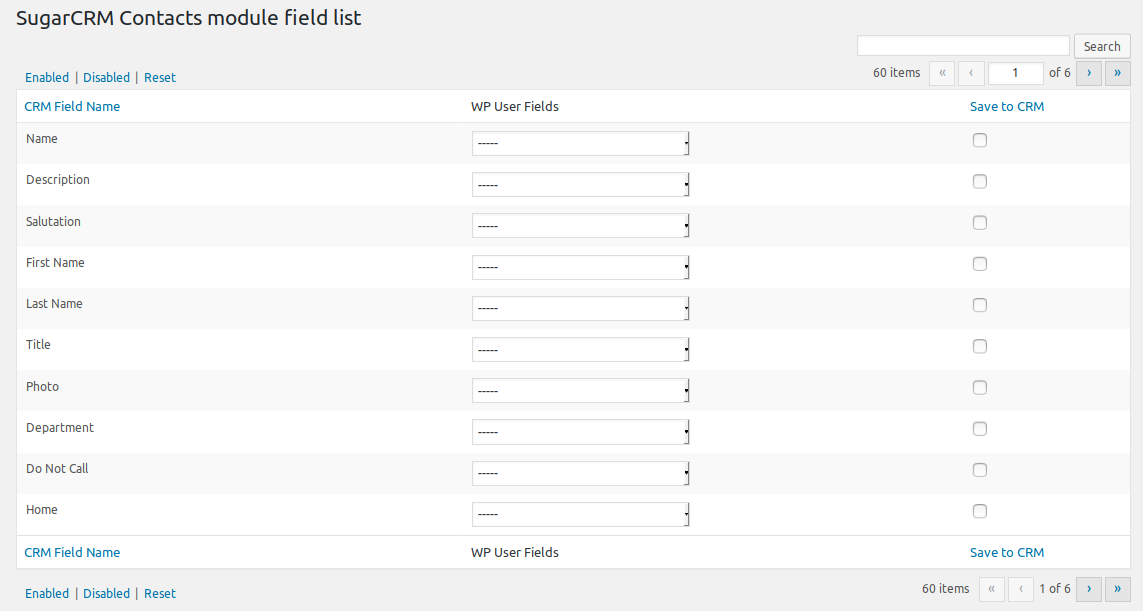 SugarCRM Contacts module field list
Search
Enabled | Disabled | Reset 60 items « ‹ 1 of 6 › »
CRM Field Name WP User Fields Save to CRM
Name -----
Description -----
Salutation -----
First Name -----
Last Name -----
Title -----
Photo -----
Department -----
Do Not Call -----
Home -----
CRM Field Name WP User Fields Save to CRM
Enabled | Disabled | Reset 60 items « ‹ 1 of 6 › »